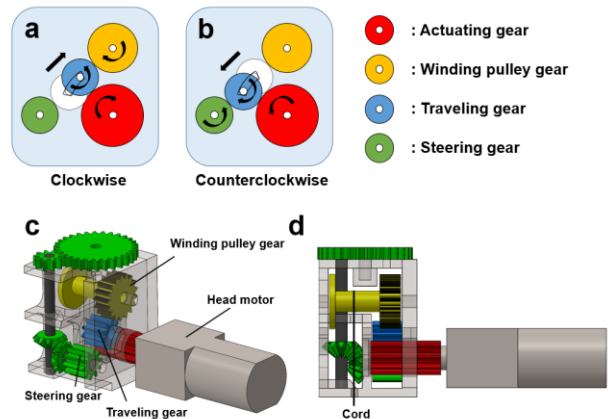 a
b
: Actuating gear
: Winding pulley gear
: Traveling gear
: Steering gear
Clockwise
Counterclockwise
c
d
Winding pulley gear
Head motor
Steering gear
Traveling gear
Cord